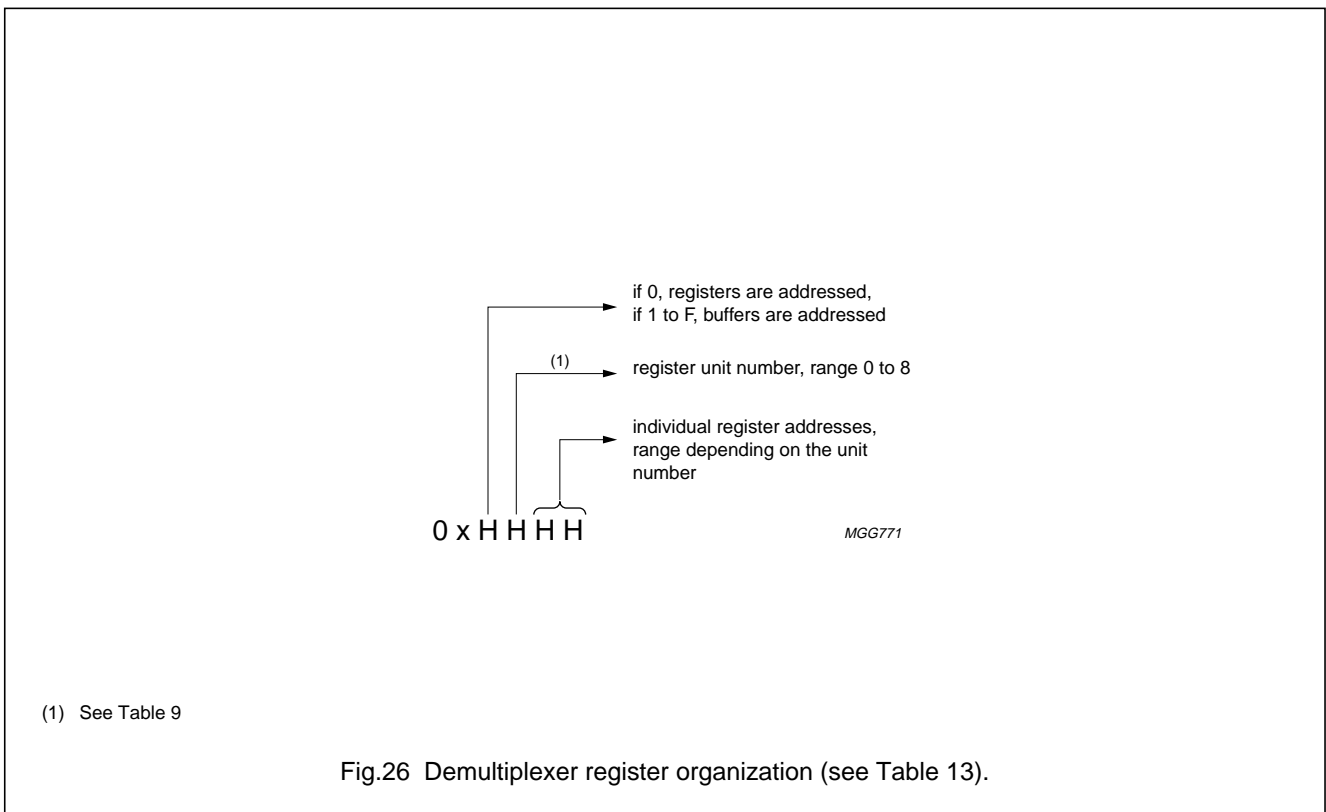 if 0, registers are addressed,
if 1 to F, buffers are addressed
(1)
register unit number, range 0 to 8
individual register addresses,
range depending on the unit
number
0 x H H H H
MGG771
(1) See Table 9
Fig.26 Demultiplexer register organization (see Table 13).